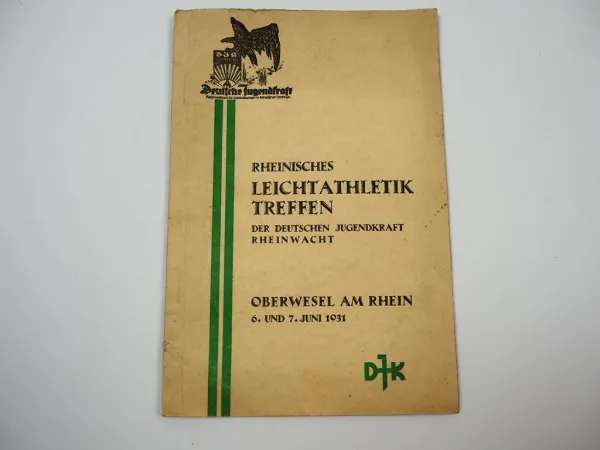 Deutsche Jugendkraft
RHEINISCHES
LEICHTATHLETIK
TREFFEN
DER DEUTSCHEN JUGENDKRAFT
RHEINWACHT
OBERWESEL AM RHEIN
6. UND 7. JUNI 1931
DJK